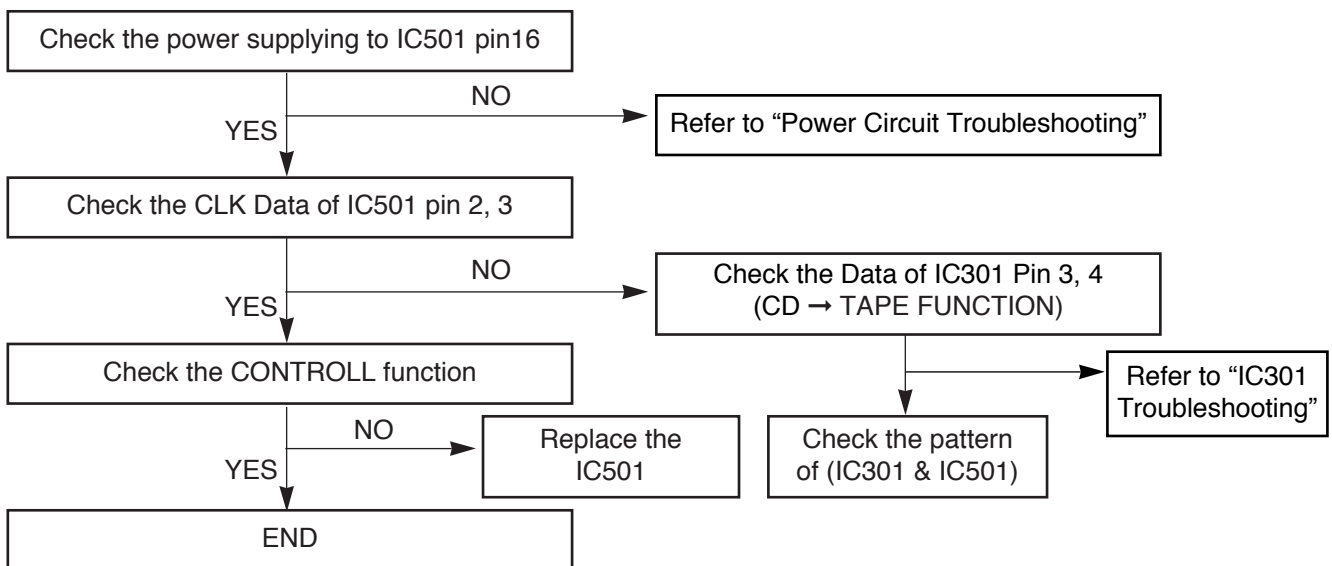 Check the power supplying to IC501 pin16
NO
YES
Refer to “Power Circuit Troubleshooting”
Check the CLK Data of IC501 pin 2, 3
NO
YES
Check the Data of IC301 Pin 3, 4
(CD → TAPE FUNCTION)
Check the CONTROLL function
Refer to “IC301
Troubleshooting”
NO
YES
Replace the
IC501
Check the pattern
of (IC301 & IC501)
END